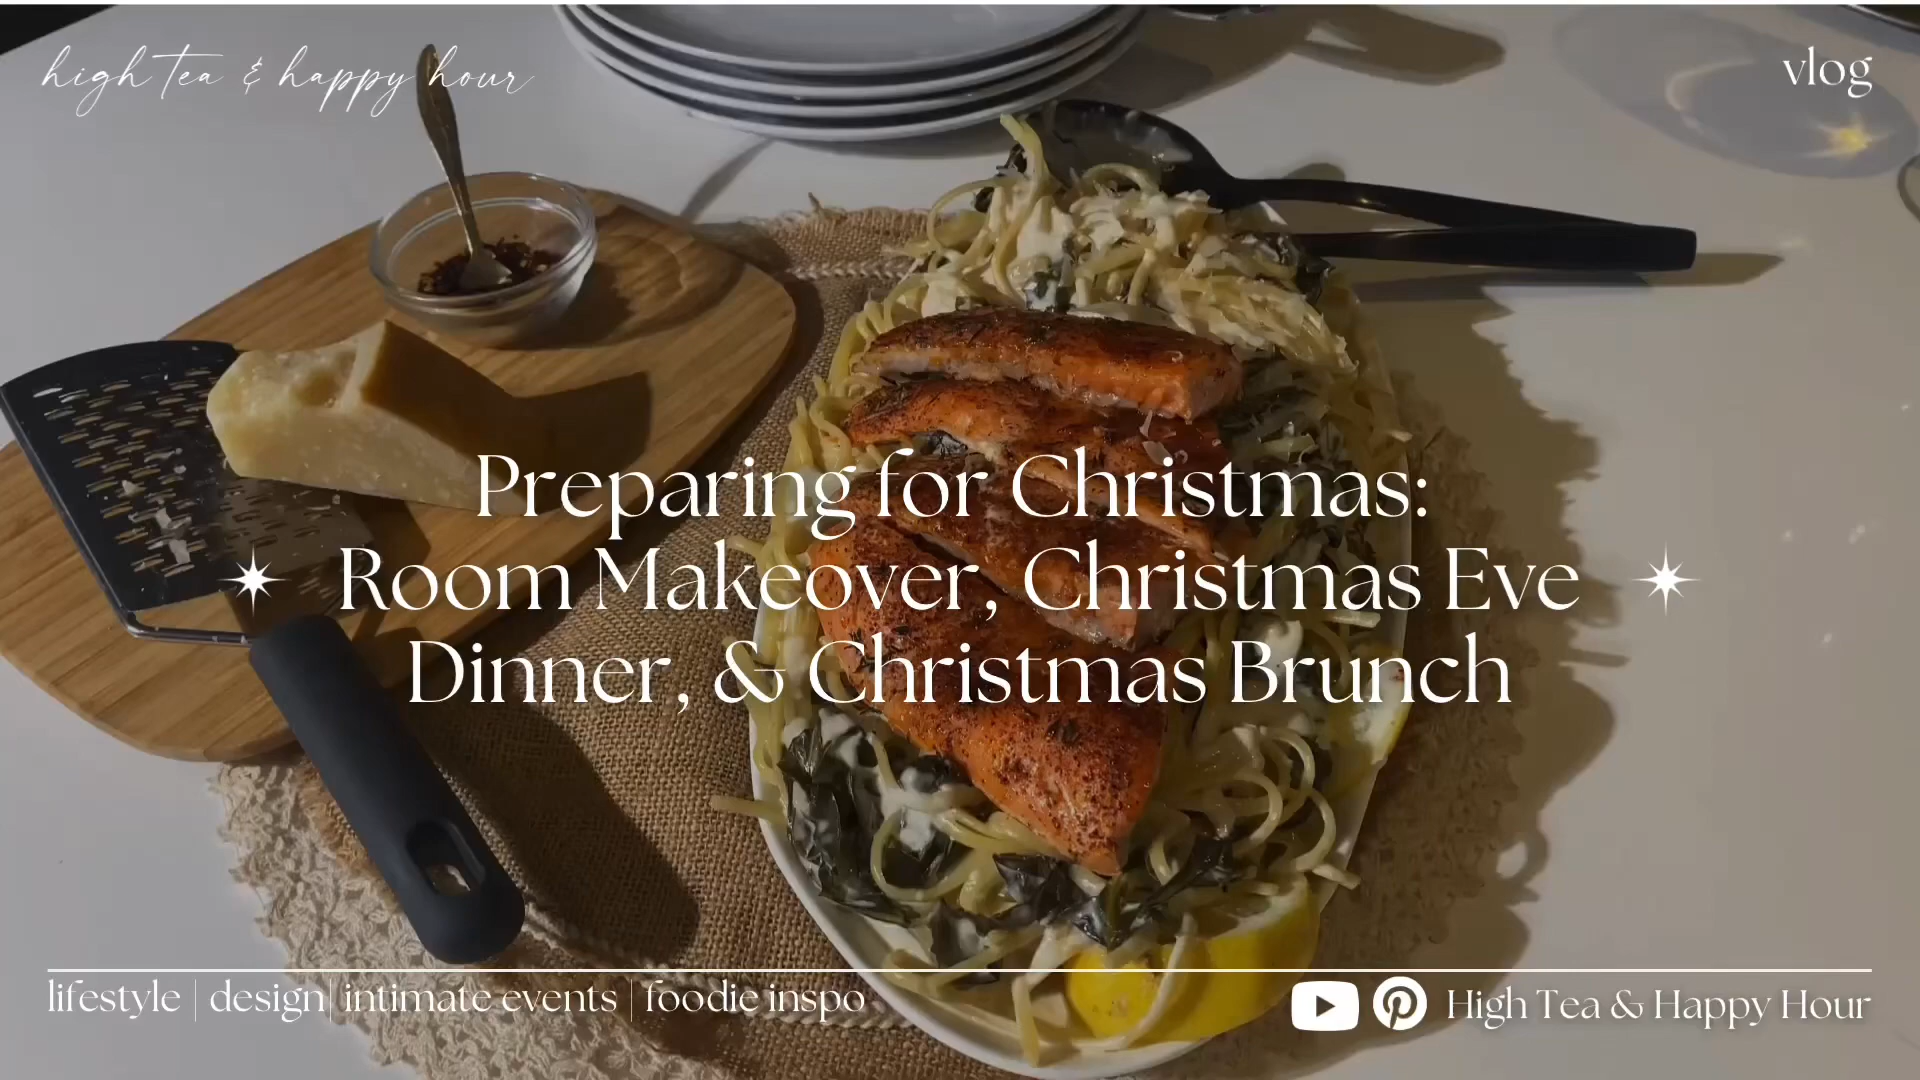 high tea & happy hour
vlog
Preparing for Christmas:
Room Makeover, Christmas Eve
Dinner, & Christmas Brunch
lifestyle | design | intimate events | foodie inspo
High Tea & Happy Hour